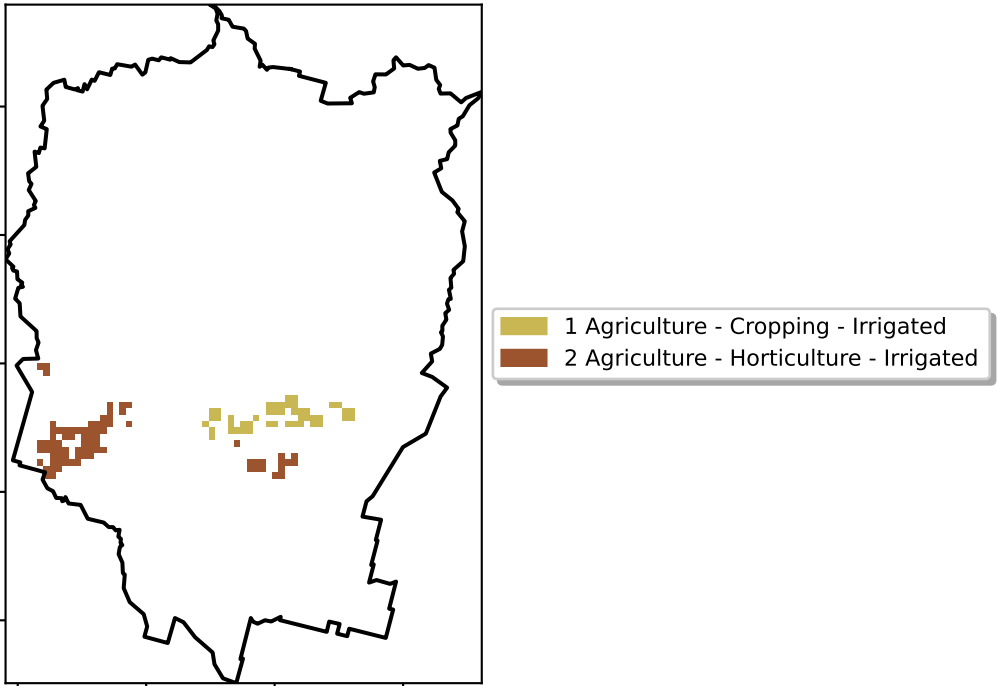 1 Agriculture - Cropping - Irrigated
2 Agriculture - Horticulture - Irrigated